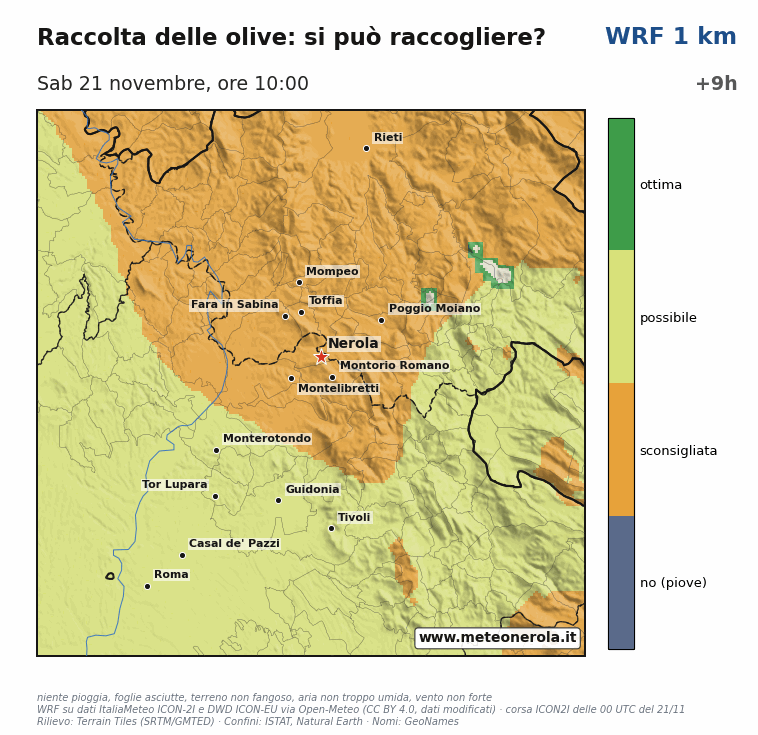 Raccolta delle olive: si può raccogliere?
WRF 1 km
Sab 21 novembre, ore 10:00
+9h
Rieti
ottima
Mompeo
Toffia
Fara in Sabina
Poggio Moiano
possibile
Nerola
Montorio Romano
Montelibretti
Monterotondo
sconsigliata
Tor Lupara
Guidonia
Tivoli
Casal de' Pazzi
Roma
no (piove)
www.meteonerola.it
niente pioggia, foglie asciutte, terreno non fangoso, aria non troppo umida, vento non forte
WRF su dati ItaliaMeteo ICON-2I e DWD ICON-EU via Open-Meteo (CC BY 4.0, dati modificati) · corsa ICON2I delle 00 UTC del 21/11
Rilievo: Terrain Tiles (SRTM/GMTED) · Confini: ISTAT, Natural Earth · Nomi: GeoNames